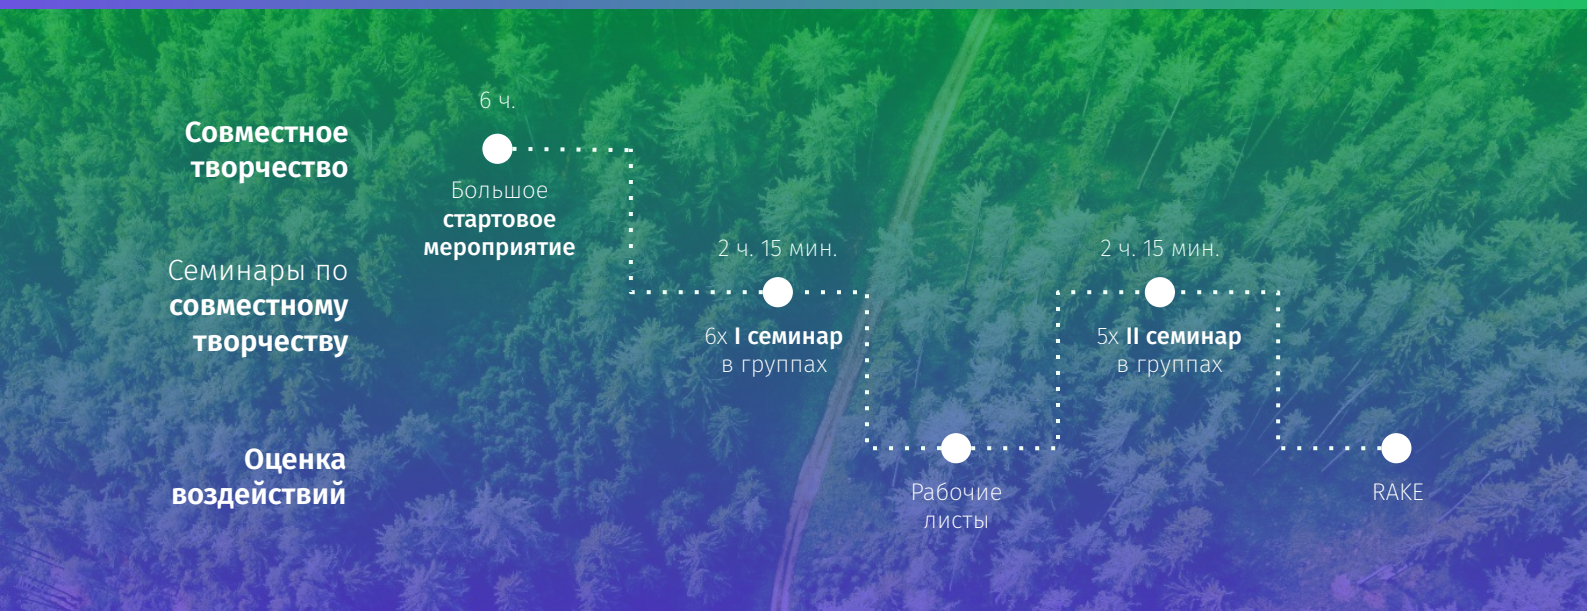 6 ч.
Совместное
творчество
Большое
стартовое
мероприятие
Семинары по
совместному
творчеству
2 ч. 15 мин.
6x I семинар
в группах
2 ч. 15 мин.
5x II семинар
в группах
Оценка
воздействий
Рабочие
листы
RAKE